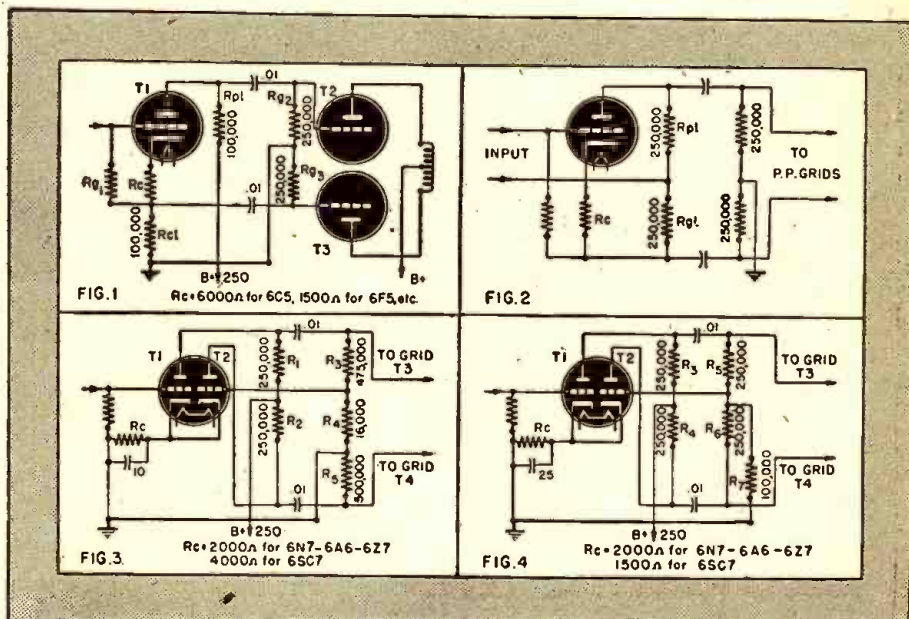 T1
.01
Rpl
100,000
Rg2
250,000
T2
Rg1
Rc
100,000
Rcl
.01
250,000
Rg3
T3
B+250
B+
FIG.1
Rc=6000Ω for 6C5, 1500Ω for 6F5, etc.
INPUT
250,000
Rpl
250,000
TO
P.P. GRIDS
Rc
250,000
Rgl
250,000
FIG. 2
T1
T2
.01
250,000
R1
R3
475,000
TO GRID
T3
Rc
250,000
R2
R4
16,000
10
R5
500,000
TO GRID
T4
.01
B+250
FIG.3.
Rc=2000Ω for 6N7-6A6-6Z7
4000Ω for 6SC7
T1
T2
.01
250,000
R3
R5
250,000
TO GRID
T3
Rc
250,000
R4
R6
250,000
25
R7
100,000
TO GRID
T4
.01
B+250
FIG.4
Rc=2000Ω for 6N7-6A6-6Z7
1500Ω for 6SC7